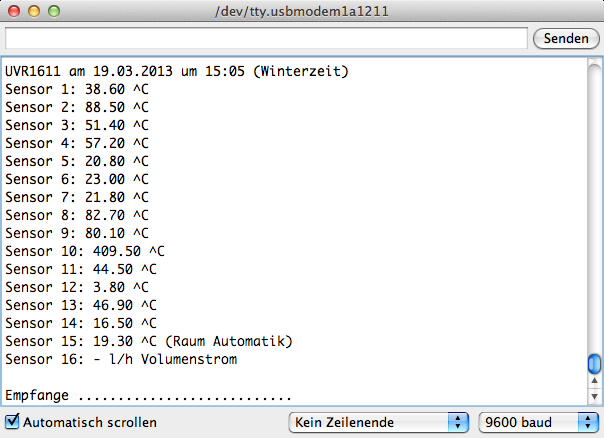 /dev/tty.usbmodem1a1211
Senden
UVR1611 am 19.03.2013 um 15:05 (Winterzeit)
Sensor 1: 38.60 ^C
Sensor 2: 88.50 ^C
Sensor 3: 51.40 ^C
Sensor 4: 57.20 ^C
Sensor 5: 20.80 ^C
Sensor 6: 23.00 ^C
Sensor 7: 21.80 ^C
Sensor 8: 82.70 ^C
Sensor 9: 80.10 ^C
Sensor 10: 409.50 ^C
Sensor 11: 44.50 ^C
Sensor 12: 3.80 ^C
Sensor 13: 46.90 ^C
Sensor 14: 16.50 ^C
Sensor 15: 19.30 ^C (Raum Automatik)
Sensor 16: - l/h Volumenstrom
Empfange ...........................
Automatisch scrollen Kein Zeilenende 9600 baud